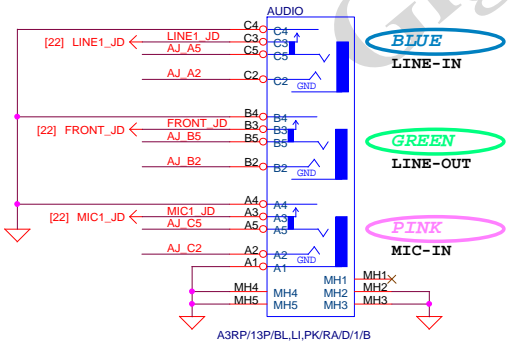 AUDIO
C4 C4
[22] LINE1_JD LINE1_JD C3 C3
AJ_A5 C5 C5
AJ_A2 C2 C2
GND
BLUE
LINE-IN
B4 B4
[22] FRONT_JD FRONT_JD B3 B3
AJ_B5 B5 B5
AJ_B2 B2 B2
GND
GREEN
LINE-OUT
A4 A4
[22] MIC1_JD MIC1_JD A3 A3
AJ_C5 A5 A5
AJ_C2 A2 A2
GND
A1 A1
PINK
MIC-IN
MH1 MH1
MH4 MH4 MH2 MH2
MH5 MH5 MH3 MH3
A3RP/13P/BL,LI,PK/RA/D/1/B